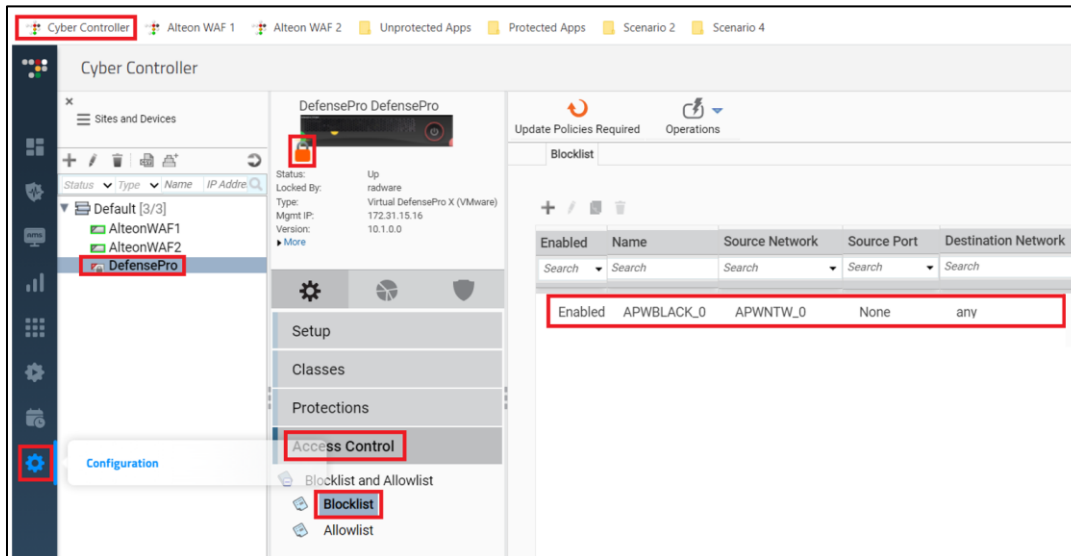 Cyber Controller Alteon WAF 1 Alteon WAF 2 Unprotected Apps Protected Apps Scenario 2 Scenario 4
Cyber Controller
Sites and Devices
Status Type Name IP Addre
Default [3/3]
AlteonWAF1
AlteonWAF2
DefensePro
Configuration
DefensePro DefensePro
Status: Up
Locked By: radware
Type: Virtual DefensePro X (VMware)
Mgmt IP: 172.31.15.16
Version: 10.1.0.0
More
Setup
Classes
Protections
Access Control
Blocklist and Allowlist
Blocklist
Allowlist
Update Policies Required Operations
Blocklist
Enabled Name Source Network Source Port Destination Network
Search Search Search Search Search
Enabled APWBLACK_0 APWNTW_0 None any